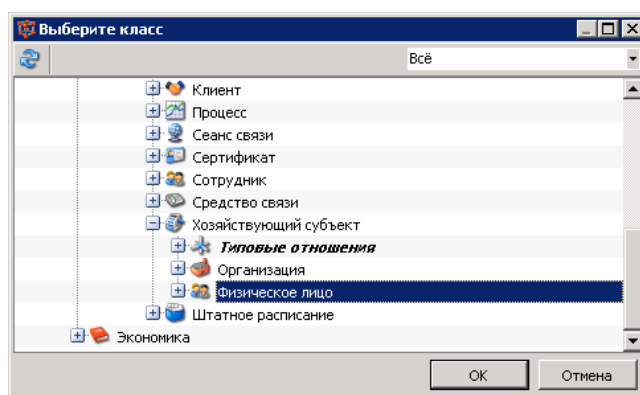 Выберите класс
Всё
Клиент
Процесс
Сеанс связи
Сертификат
Сотрудник
Средство связи
Хозяйствующий субъект
Типовые отношения
Организация
Физическое лицо
Штатное расписание
Экономика
ОК Отмена